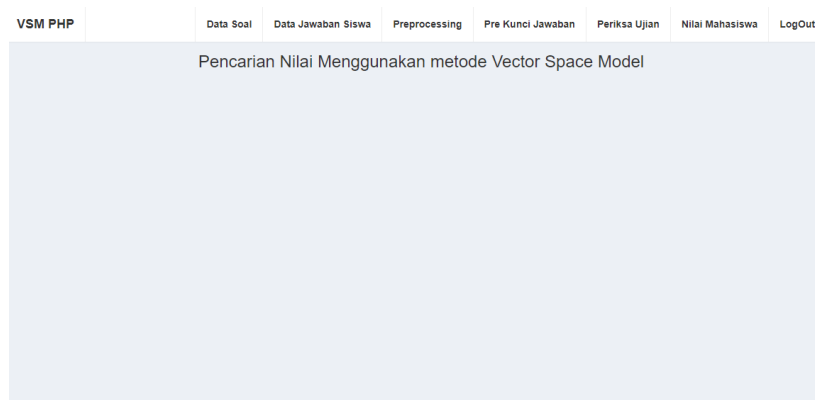 VSM PHP Data Soal Data Jawaban Siswa Preprocessing Pre Kunci Jawaban Periksa Ujian Nilai Mahasiswa LogOut
Pencarian Nilai Menggunakan metode Vector Space Model